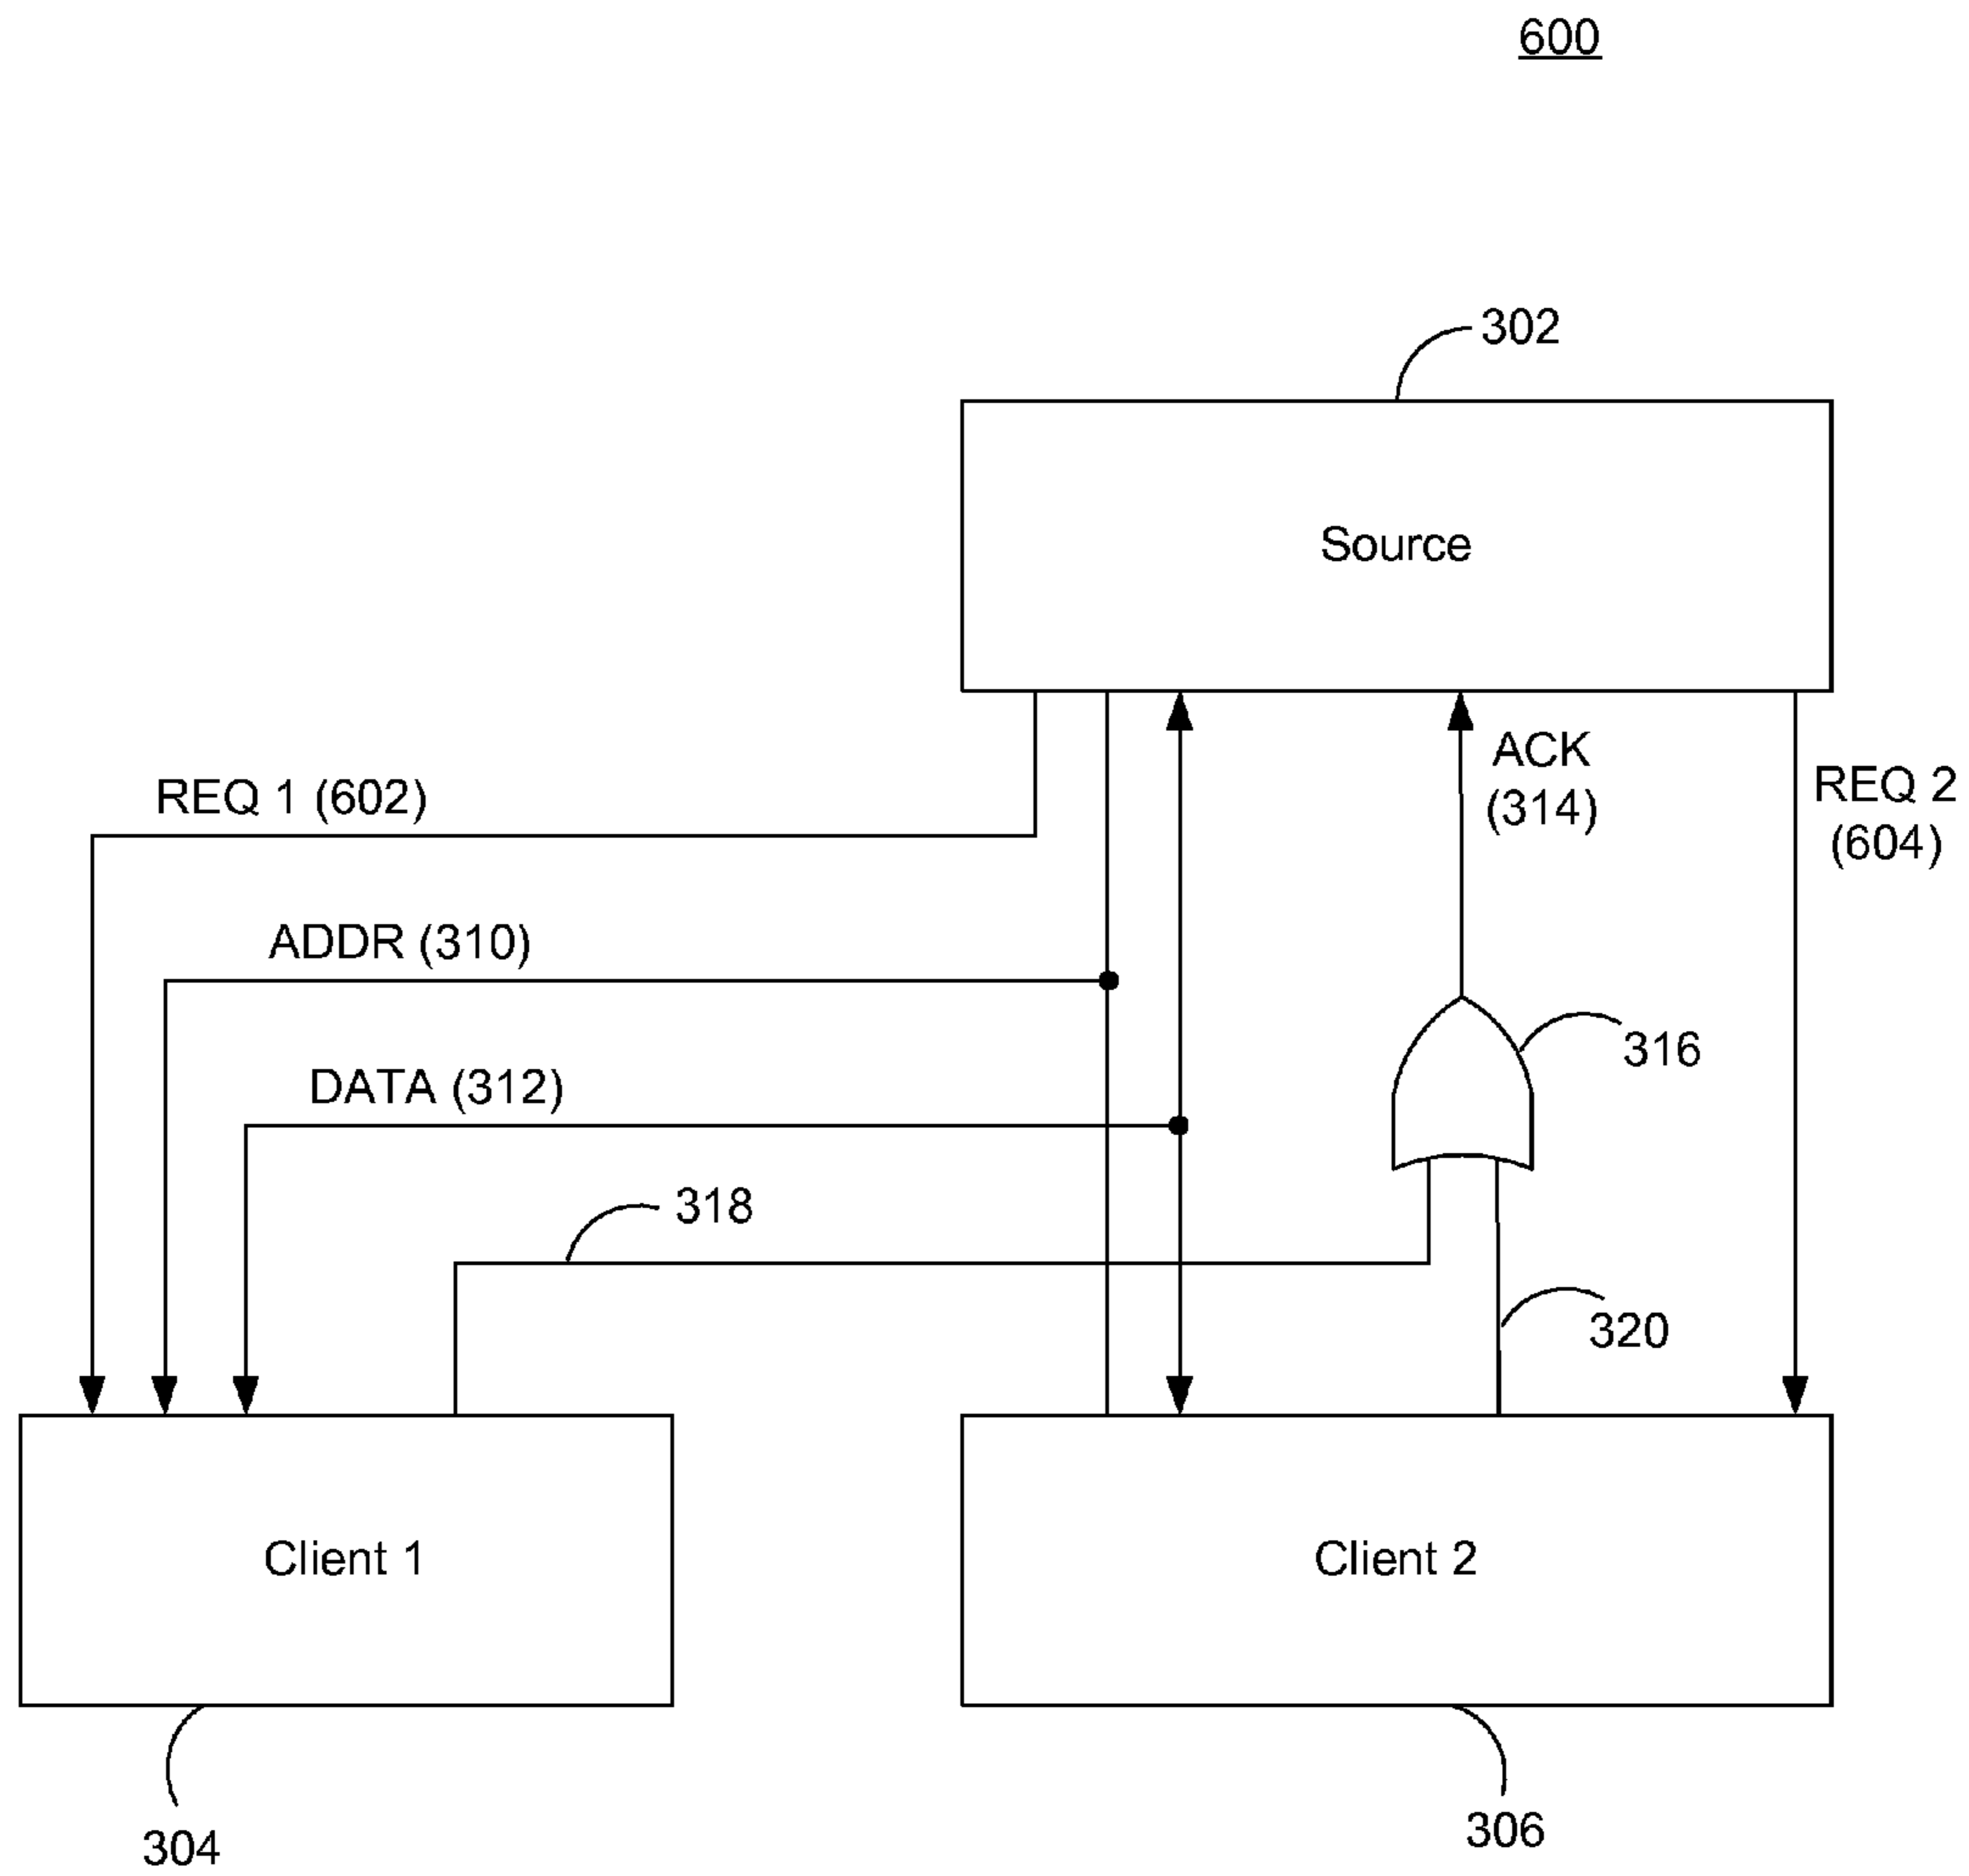 600
302
Source
ACK
(314)
REQ 1 (602)
REQ 2
(604)
ADDR (310)
316
DATA (312)
318
320
Client 1
Client 2
304
306